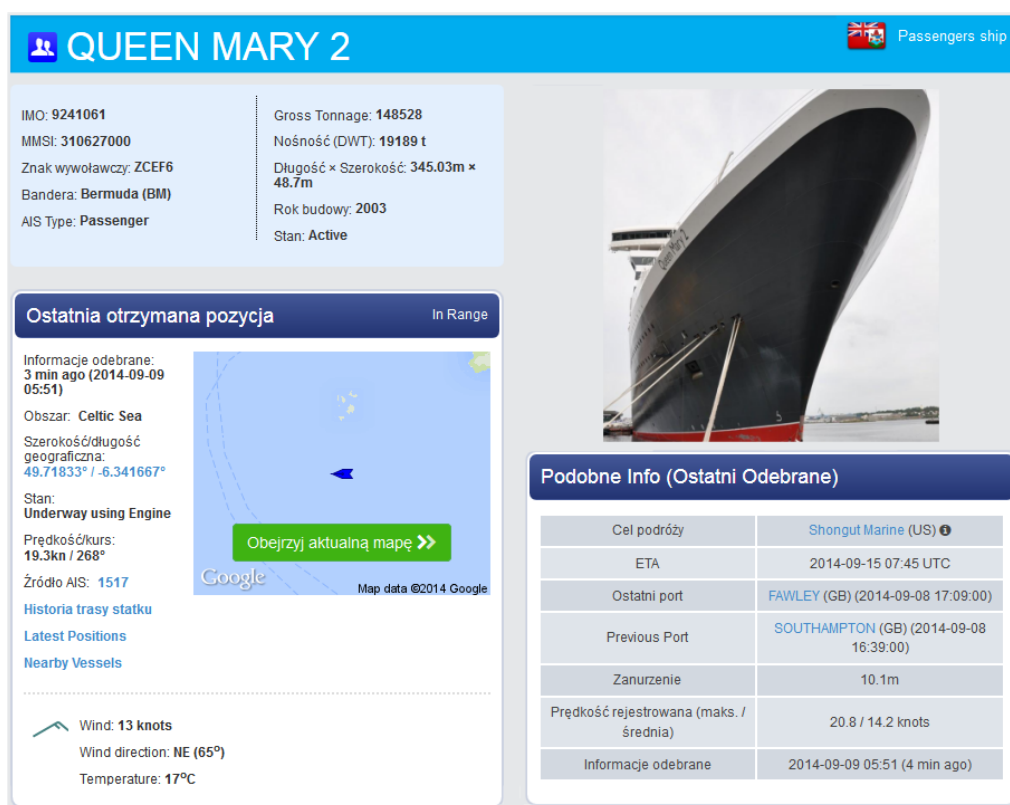 QUEEN MARY 2
Passengers ship
IMO: 9241061
MMSI: 310627000
Znak wywoławczy: ZCEF6
Bandera: Bermuda (BM)
AIS Type: Passenger
Gross Tonnage: 148528
Nośność (DWT): 19189 t
Długość × Szerokość: 345.03m ×
48.7m
Rok budowy: 2003
Stan: Active
Queen Mary 2
Ostatnia otrzymana pozycja
In Range
Informacje odebrane:
3 min ago (2014-09-09
05:51)
Obszar: Celtic Sea
Szerokość/długość
geograficzna:
49.71833° / -6.341667°
Stan:
Underway using Engine
Prędkość/kurs:
19.3kn / 268°
Źródło AIS: 1517
Historia trasy statku
Latest Positions
Nearby Vessels
Obejrzyj aktualną mapę
Google
Map data ©2014 Google
Wind: 13 knots
Wind direction: NE (65°)
Temperature: 17°C
Podobne Info (Ostatni Odebrane)
Cel podróży
Shongut Marine (US)
ETA
2014-09-15 07:45 UTC
Ostatni port
FAWLEY (GB) (2014-09-08 17:09:00)
Previous Port
SOUTHAMPTON (GB) (2014-09-08
16:39:00)
Zanurzenie
10.1m
Prędkość rejestrowana (maks. /
średnia)
20.8 / 14.2 knots
Informacje odebrane
2014-09-09 05:51 (4 min ago)